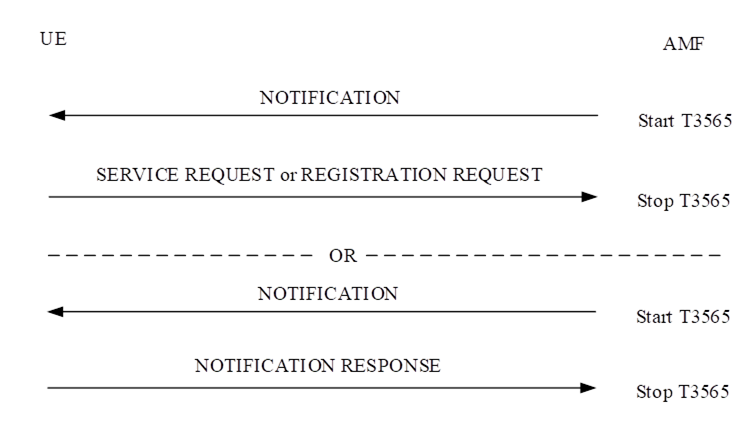 UE
AMF
NOTIFICATION
Start T3565
SERVICE REQUEST or REGISTRATION REQUEST
Stop T3565
OR
NOTIFICATION
Start T3565
NOTIFICATION RESPONSE
Stop T3565